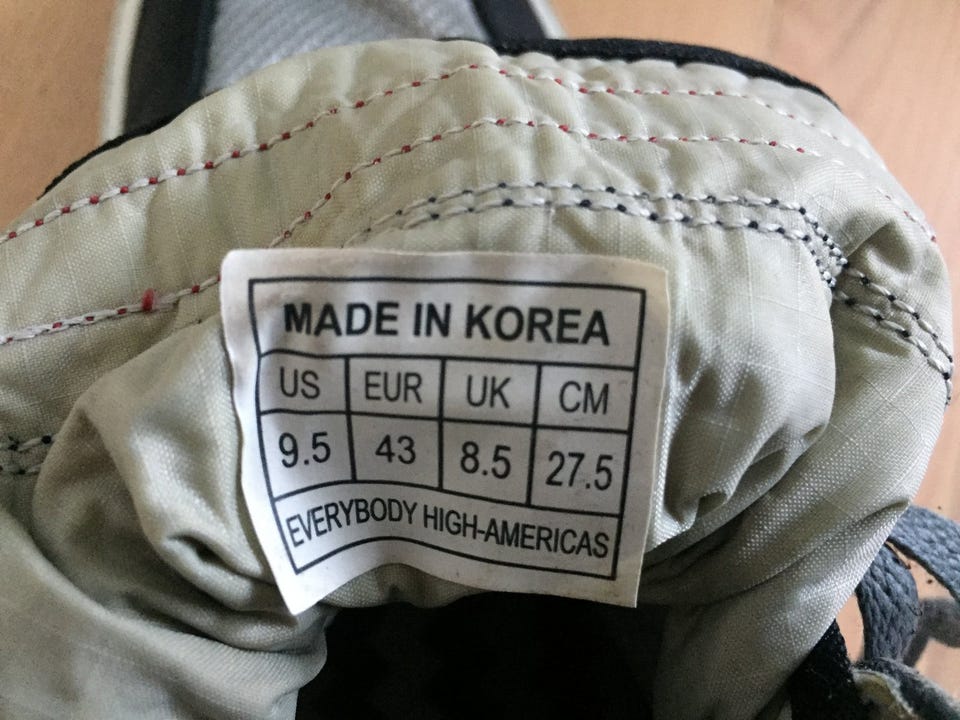 MADE IN KOREA
US EUR UK CM
9.5 43 8.5 27.5
EVERYBODY HIGH-AMERICAS